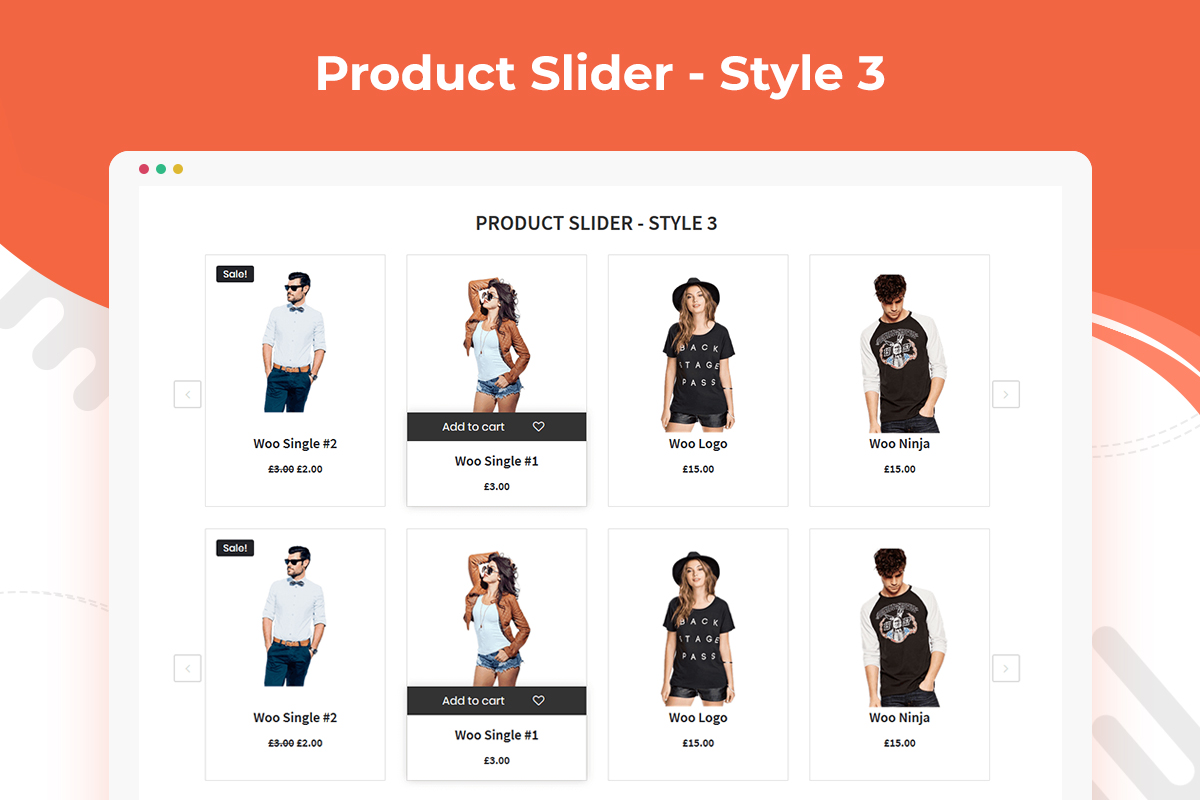 Product Slider - Style 3
PRODUCT SLIDER - STYLE 3
Sale!
Woo Single #2
£3.00 £2.00
Add to cart
Woo Single #1
£3.00
BACK
TAGE
PASS
Woo Logo
£15.00
Woo Ninja
£15.00
Sale!
Woo Single #2
£3.00 £2.00
Add to cart
Woo Single #1
£3.00
BACK
TAGE
PASS
Woo Logo
£15.00
Woo Ninja
£15.00